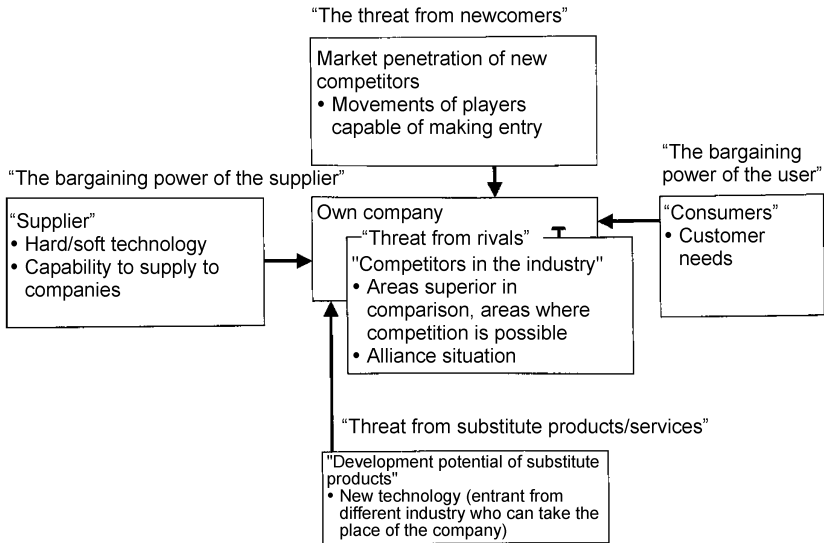 “The threat from newcomers”
Market penetration of new
competitors
• Movements of players
capable of making entry
“The bargaining power of the supplier”
“Supplier”
• Hard/soft technology
• Capability to supply to
companies
“The bargaining
power of the user”
“Consumers”
• Customer
needs
Own company
“Threat from rivals”
"Competitors in the industry"
• Areas superior in
comparison, areas where
competition is possible
• Alliance situation
“Threat from substitute products/services”
"Development potential of substitute
products"
• New technology (entrant from
different industry who can take the
place of the company)